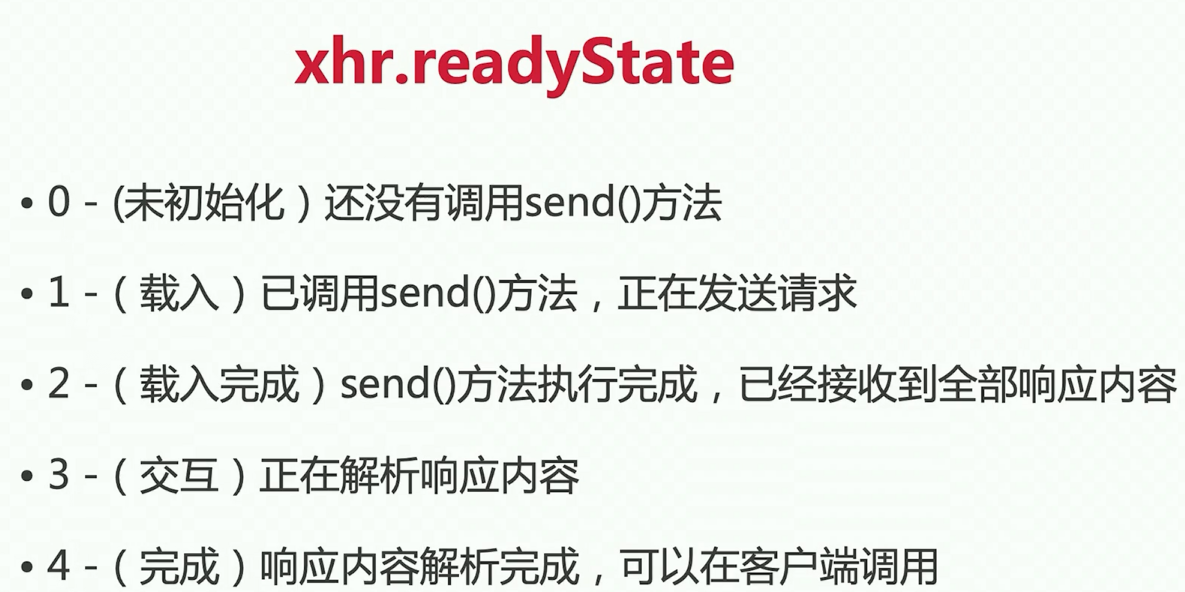 xhr.readyState
• 0 - (未初始化）还没有调用send()方法
• 1 -（ 载入 ）已调用send()方法，正在发送请求
• 2 -（ 载入完成 ）send()方法执行完成，已经接收到全部响应内容
• 3 -（ 交互 ）正在解析响应内容
• 4 -（ 完成 ）响应内容解析完成，可以在客户端调用